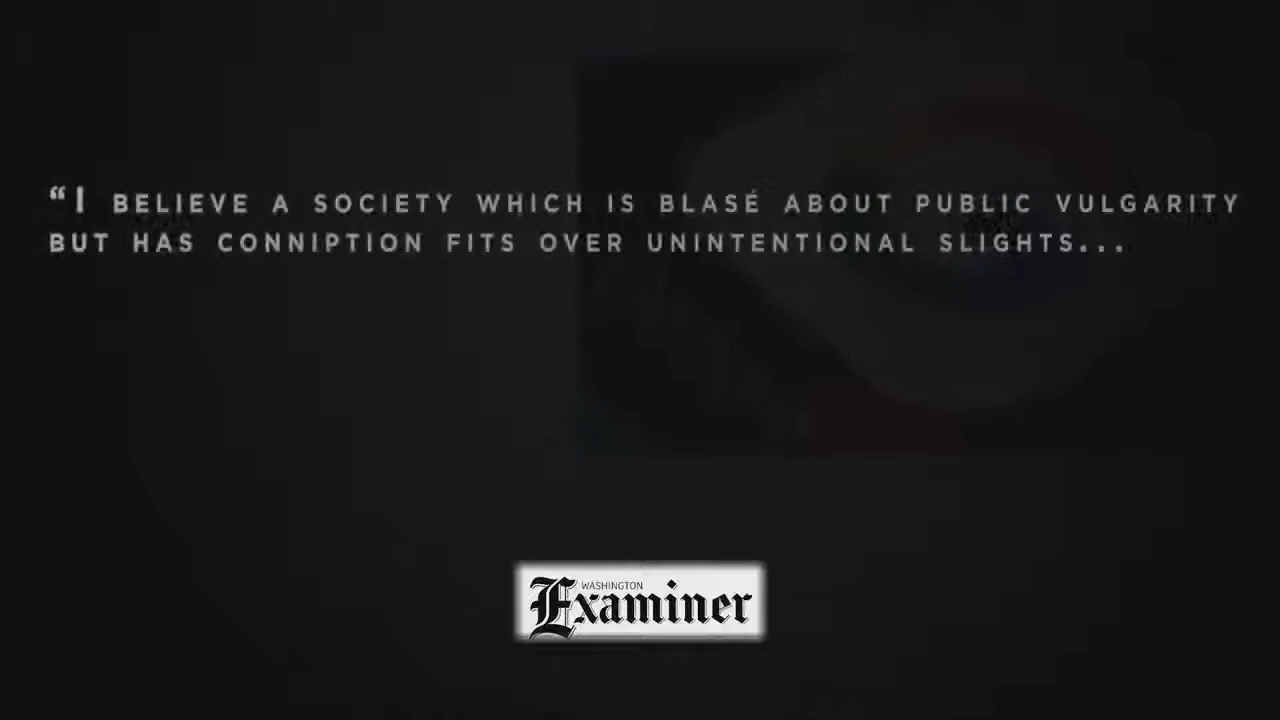 “I BELIEVE A SOCIETY WHICH IS BLASÉ ABOUT PUBLIC VULGARITY
BUT HAS CONNIPTION FITS OVER UNINTENTIONAL SLIGHTS...
WASHINGTON
Examiner